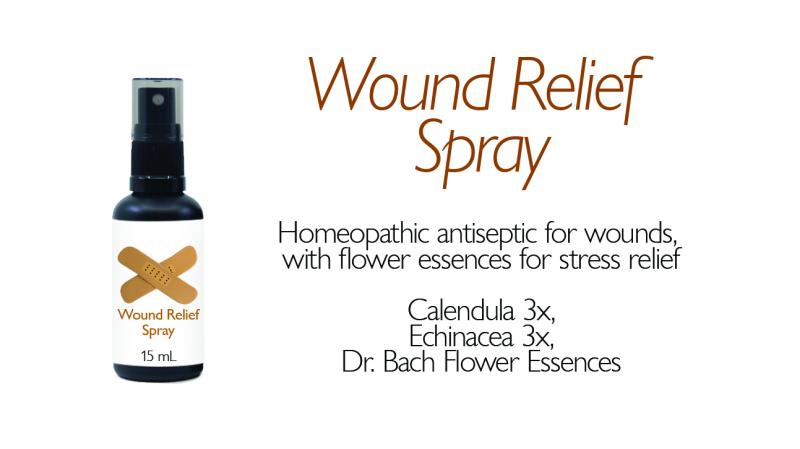 Wound Relief
Spray
Homeopathic antiseptic for wounds,
with flower essences for stress relief
Calendula 3x,
Echinacea 3x,
Dr. Bach Flower Essences
Wound Relief
Spray
15 mL